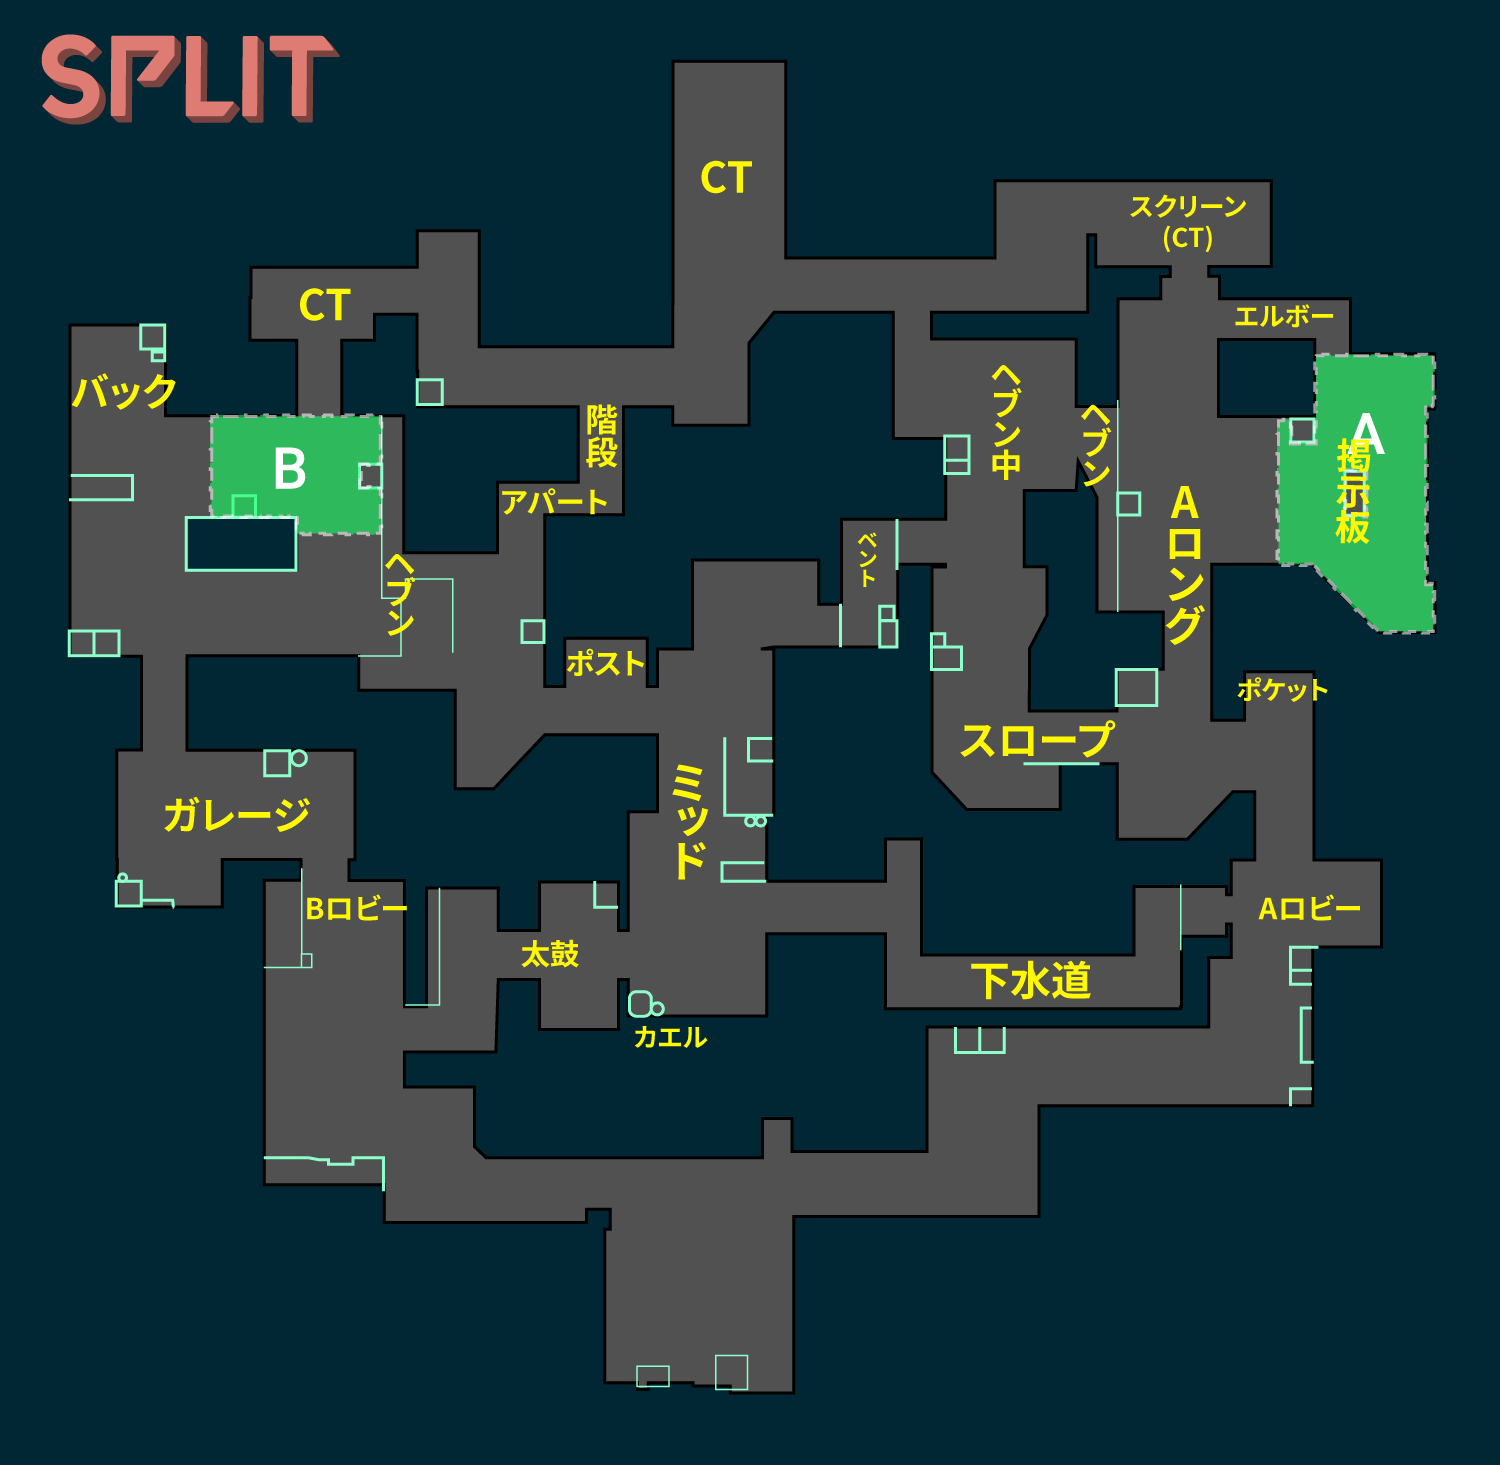 SPLIT
CT
スクリーン
(CT)
CT
エルボー
バック
ヘブン中
ヘブン
階段
A
掲示板
B
アパート
Aロング
ベント
ヘブン
ポスト
ポケット
スロープ
ミッド
ガレージ
Bロビー
Aロビー
太鼓
下水道
カエル